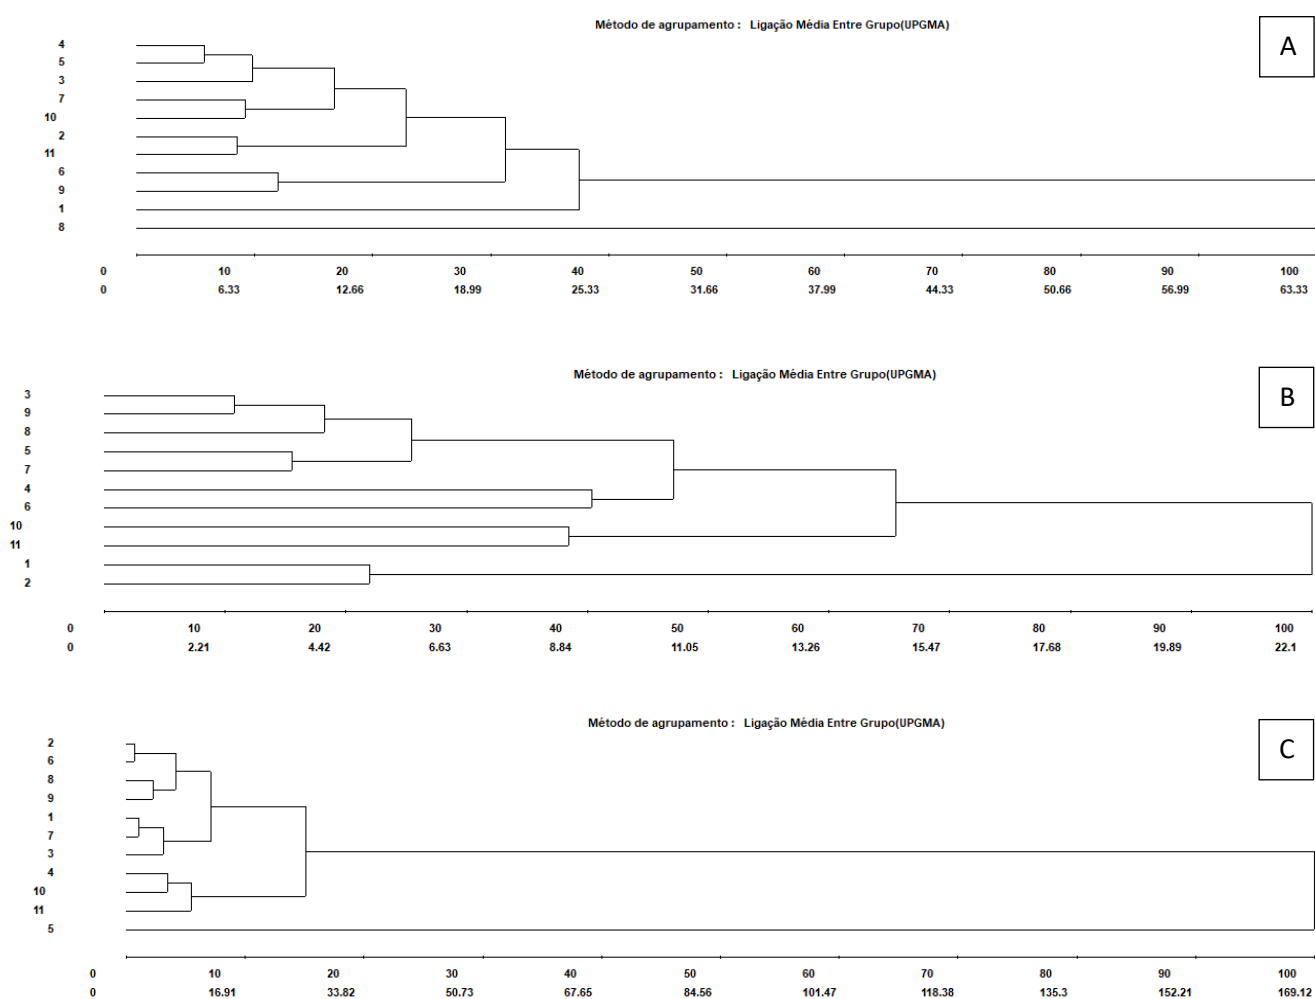 Método de agrupamento : Ligação Média Entre Grupo(UPGMA)
A
4
5
3
7
10
2
11
6
9
1
8
0 10 20 30 40 50 60 70 80 90 100
0 6.33 12.66 18.99 25.33 31.66 37.99 44.33 50.66 56.99 63.33
Método de agrupamento : Ligação Média Entre Grupo(UPGMA)
B
3
9
8
5
7
4
6
10
11
1
2
0 10 20 30 40 50 60 70 80 90 100
0 2.21 4.42 6.63 8.84 11.05 13.26 15.47 17.68 19.89 22.1
Método de agrupamento : Ligação Média Entre Grupo(UPGMA)
C
2
6
8
9
1
7
3
4
10
11
5
0 10 20 30 40 50 60 70 80 90 100
0 16.91 33.82 50.73 67.65 84.56 101.47 118.38 135.3 152.21 169.12